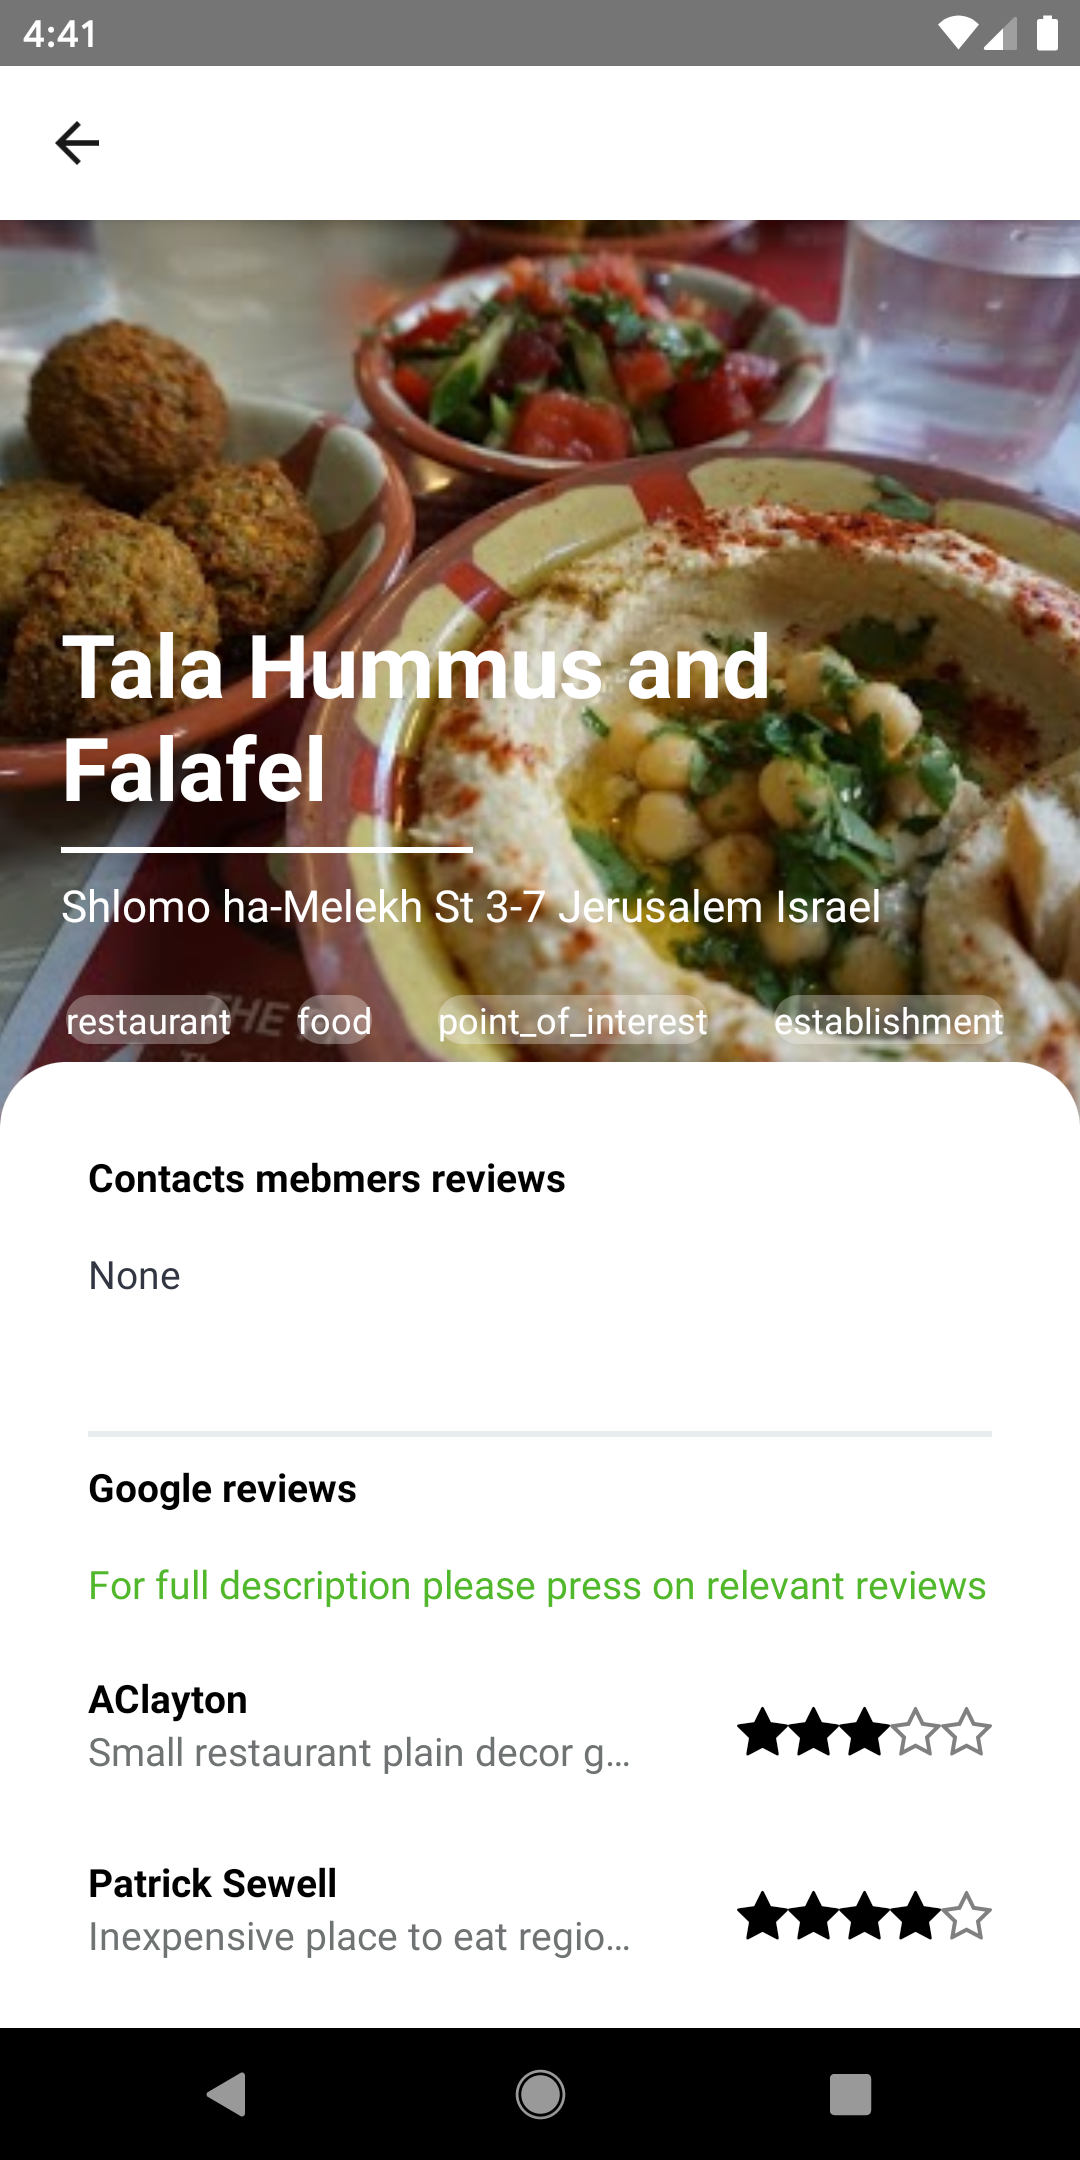 4:41
Tala Hummus and
Falafel
Shlomo ha-Melekh St 3-7 Jerusalem Israel
restaurant food point_of_interest establishment
THE
Contacts mebmers reviews
None
Google reviews
For full description please press on relevant reviews
AClayton
Small restaurant plain decor g...
Patrick Sewell
Inexpensive place to eat regio...